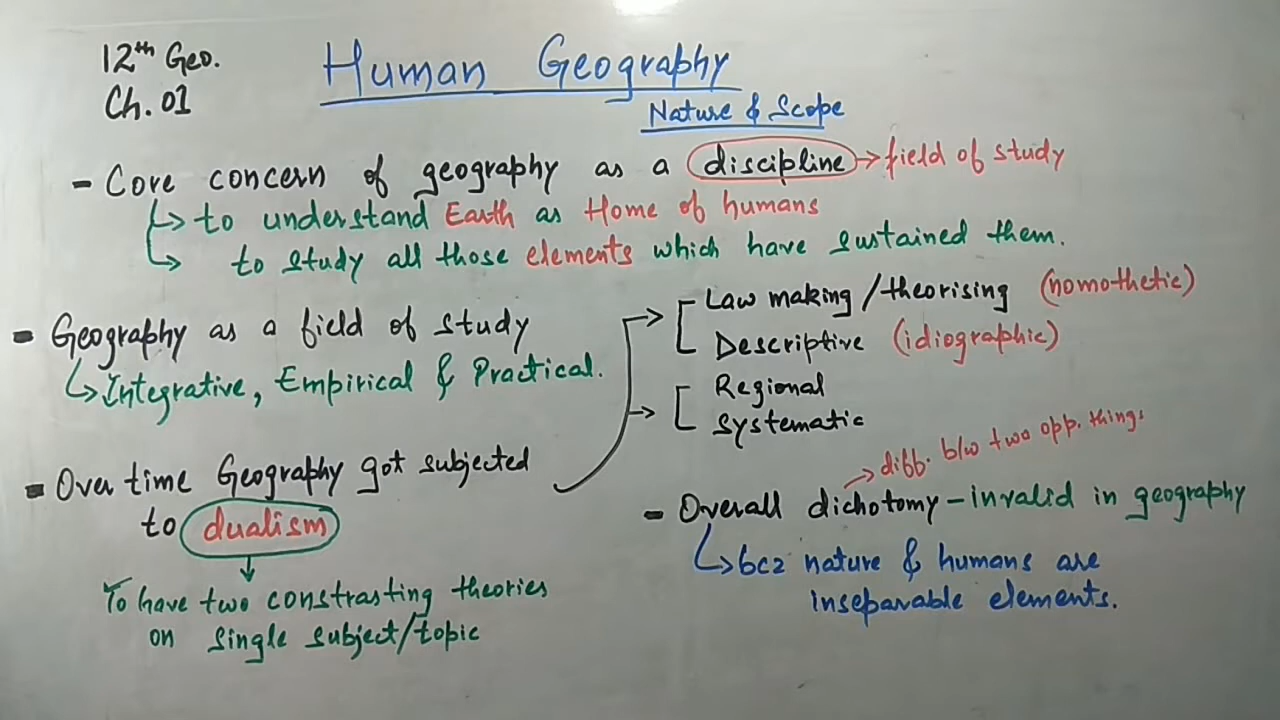 12th Geo.
Ch. 01
Human Geography
Nature & Scope
- Core concern of geography as a discipline → field of study
↳ to understand Earth as Home of humans
↳ to study all those elements which have sustained them.
- Geography as a field of study
↳ Integrative, Empirical & Practical.
- Over time Geography got subjected
to dualism
↓
To have two constrasting theories
on single subject/topic
→ [ Law making / theorising (nomothetic)
Descriptive (idiographic)
→ [ Regional
Systematic
→ diff. b/w two opp. things
- Overall dichotomy - invalid in geography
↳ bcz nature & humans are
inseparable elements.